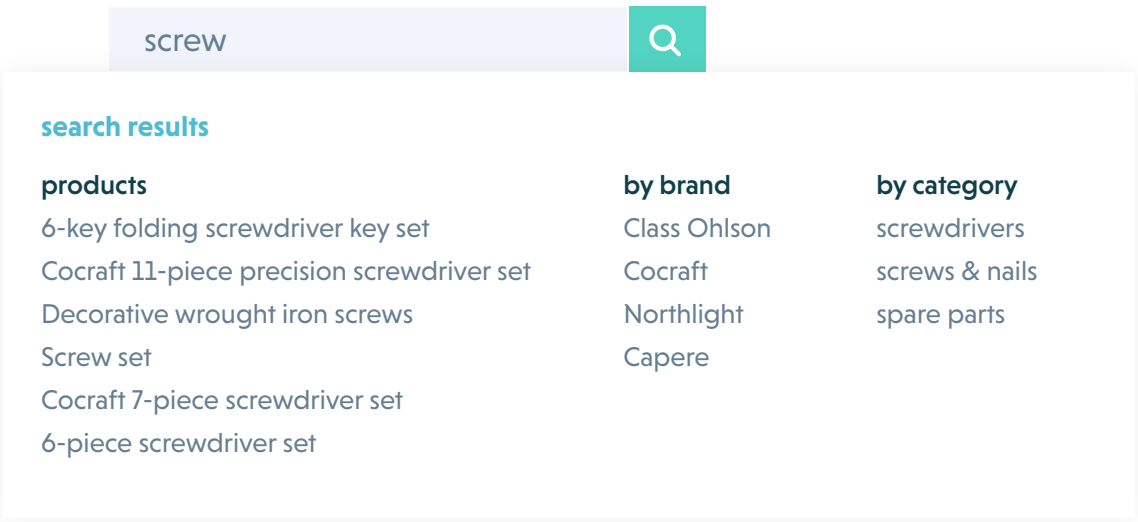 screw
search results
products
6-key folding screwdriver key set
Cocraft 11-piece precision screwdriver set
Decorative wrought iron screws
Screw set
Cocraft 7-piece screwdriver set
6-piece screwdriver set
by brand
Class Ohlson
Cocraft
Northlight
Capere
by category
screwdrivers
screws & nails
spare parts